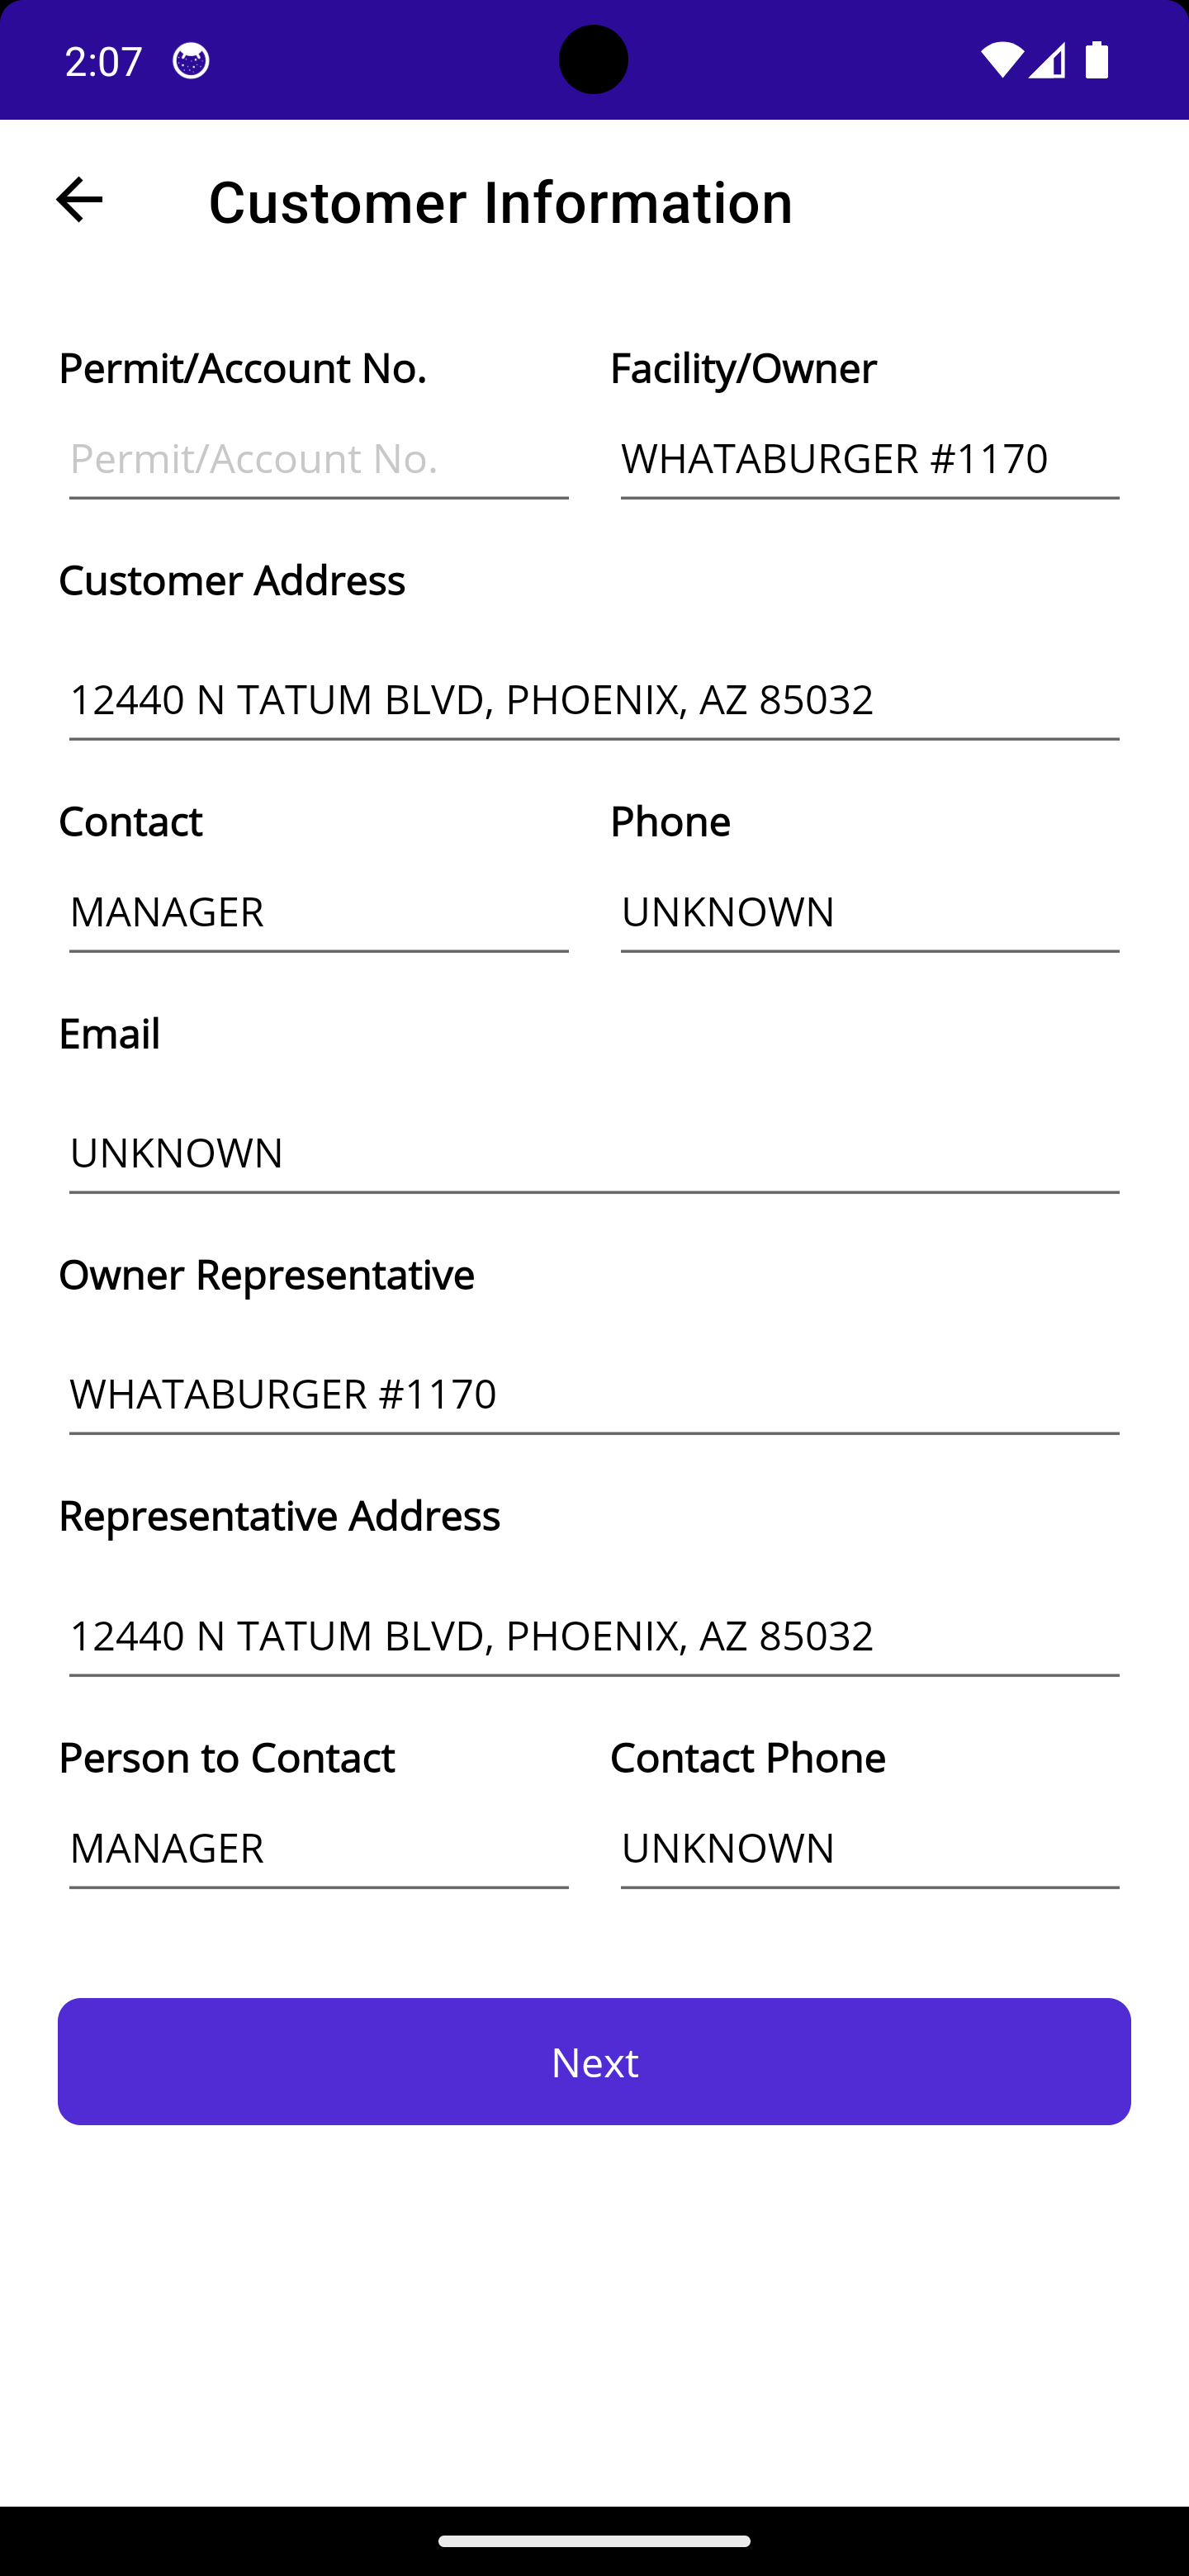 2:07
Customer Information
Permit/Account No. Facility/Owner
Permit/Account No. WHATABURGER #1170
Customer Address
12440 N TATUM BLVD, PHOENIX, AZ 85032
Contact Phone
MANAGER UNKNOWN
Email
UNKNOWN
Owner Representative
WHATABURGER #1170
Representative Address
12440 N TATUM BLVD, PHOENIX, AZ 85032
Person to Contact Contact Phone
MANAGER UNKNOWN
Next